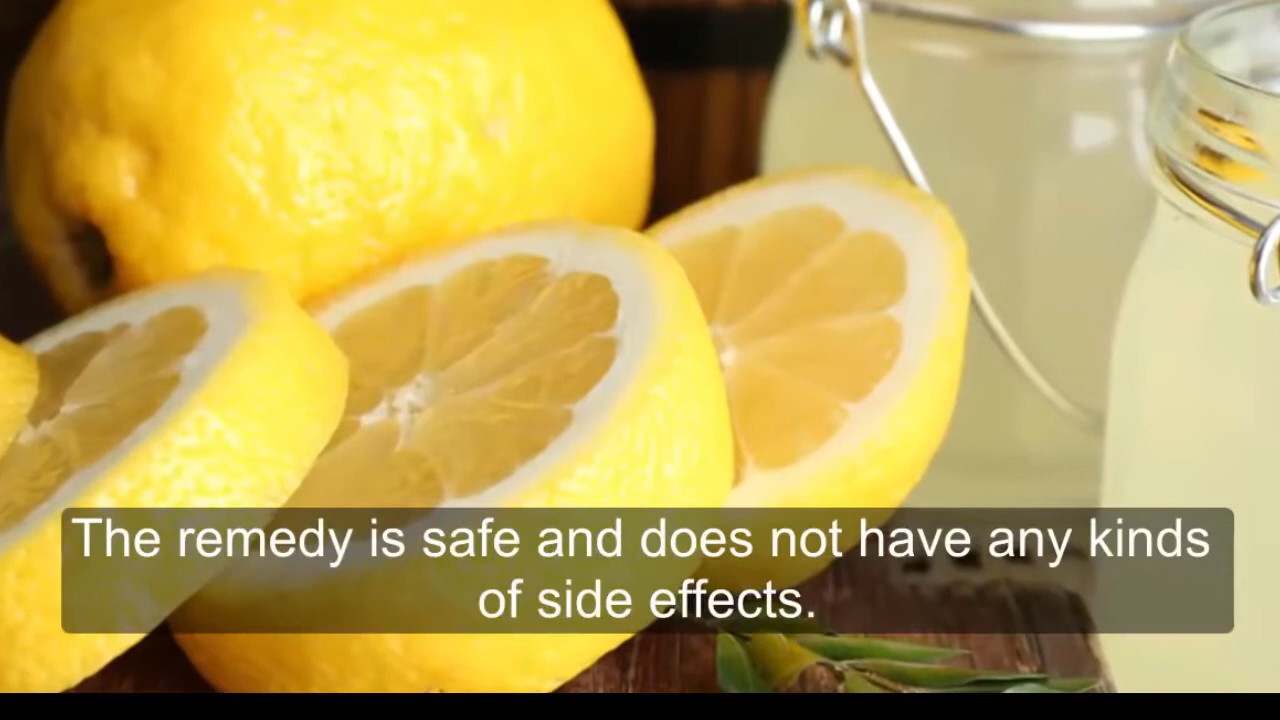 The remedy is safe and does not have any kinds
of side effects.